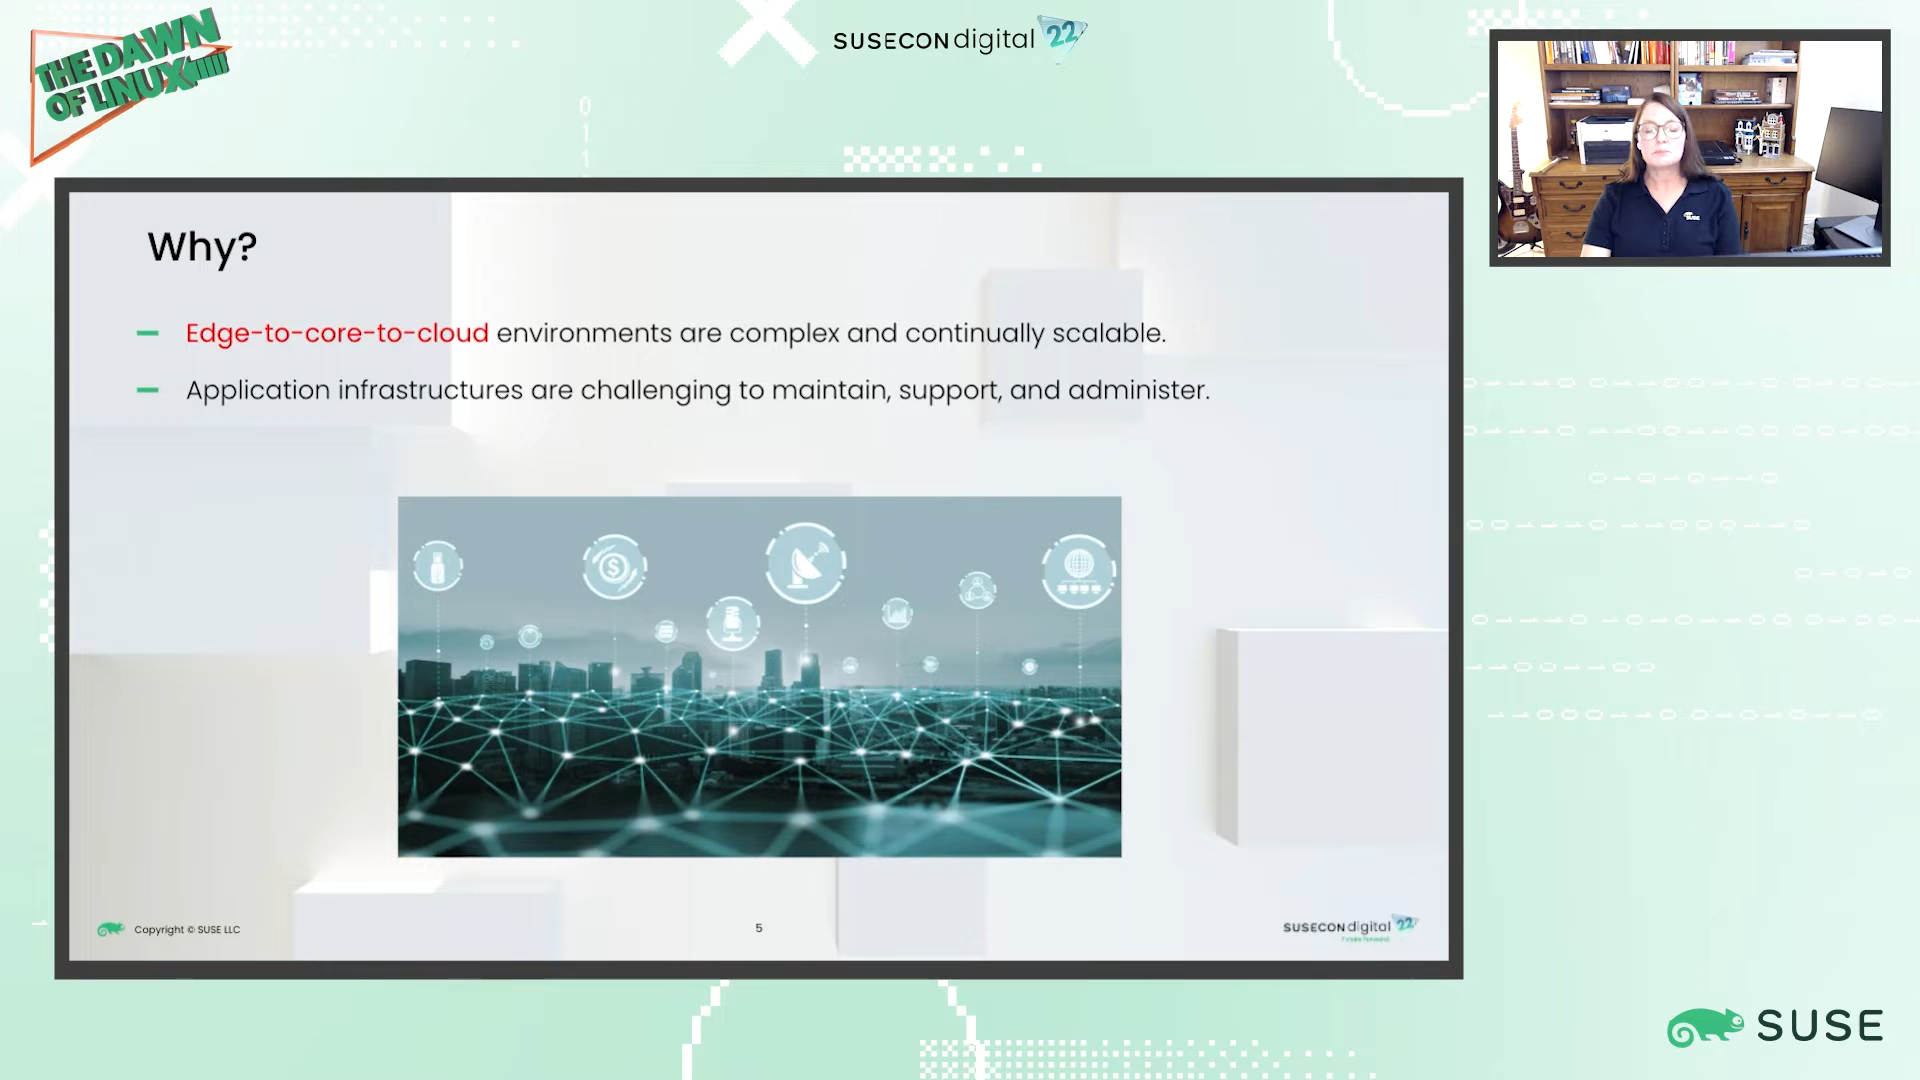 THE DAWN
OF LINUX
SUSECON digital 22
Why?
Edge-to-core-to-cloud environments are complex and continually scalable.
Application infrastructures are challenging to maintain, support, and administer.
Copyright © SUSE LLC
5
SUSECON digital 22
SUSE